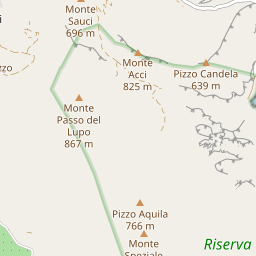 Monte
Sauci
696 m
Monte
Acci
825 m
Pizzo Candela
639 m
Monte
Passo del
Lupo
867 m
Pizzo Aquila
766 m
Monte
Speziale
Riserva